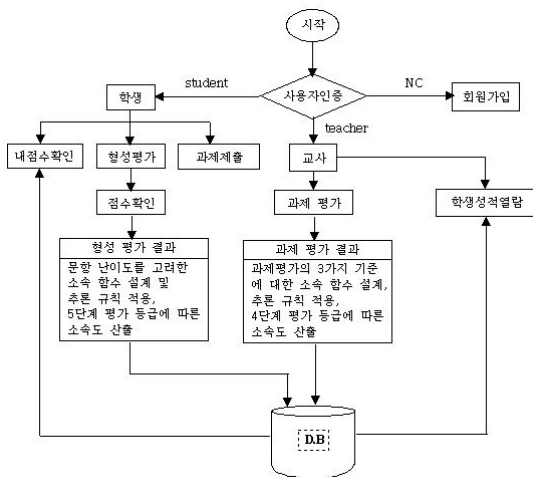 시작
student
사용자인증
NC
회원가입
학생
teacher
내점수확인
형성평가
과제제출
교사
점수확인
과제 평가
학생성적열람
형성 평가 결과
문항 난이도를 고려한
소속 함수 설계 및
추론 규칙 적용,
5단계 평가 등급에 따른
소속도 산출
과제 평가 결과
과제평가의 3가지 기준
에 대한 소속 함수 설계,
추론 규칙 적용,
4단계 평가 등급에 따른
소속도 산출
D.B